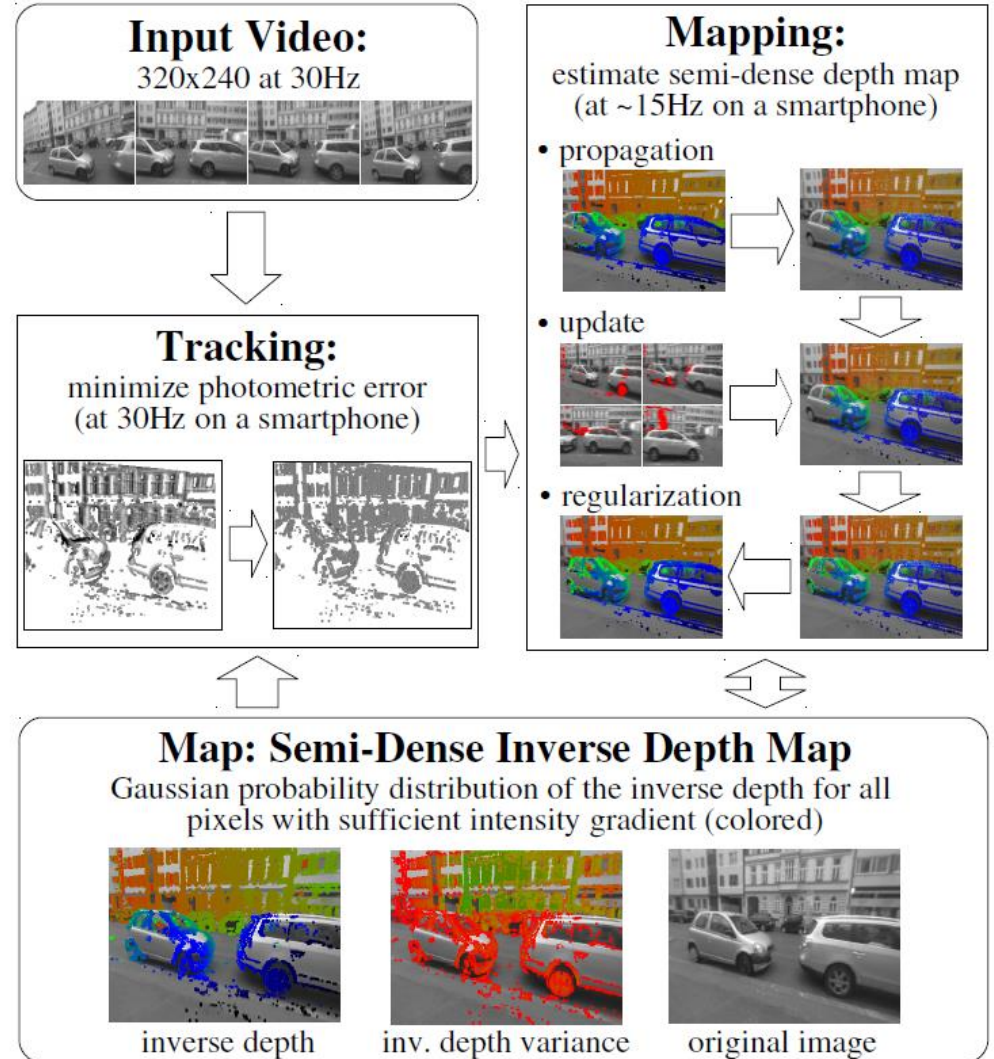 Input Video:
320x240 at 30Hz
Tracking:
minimize photometric error
(at 30Hz on a smartphone)
Mapping:
estimate semi-dense depth map
(at ~15Hz on a smartphone)
• propagation
• update
• regularization
Map: Semi-Dense Inverse Depth Map
Gaussian probability distribution of the inverse depth for all
pixels with sufficient intensity gradient (colored)
inverse depth
inv. depth variance
original image